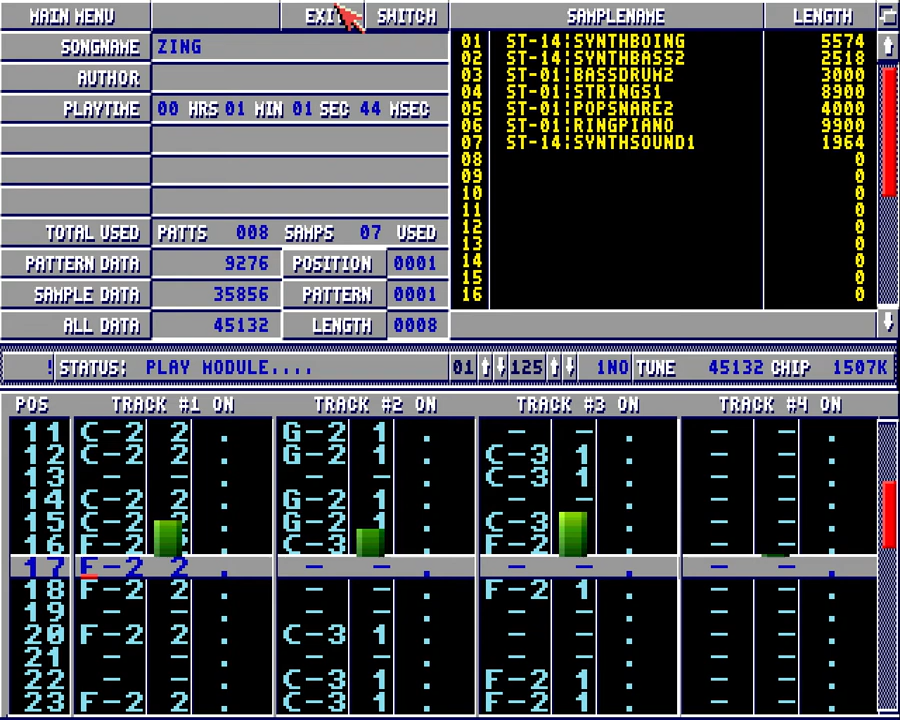 MAIN MENU EXIT SWITCH SAMPLENAME LENGTH
SONGNAME ZING
AUTHOR
PLAYTIME 00 HRS 01 MIN 01 SEC 44 MSEC
TOTAL USED PATTS 008 SAMPS 07 USED
PATTERN DATA 9276 POSITION 0001
SAMPLE DATA 35856 PATTERN 0001
ALL DATA 45132 LENGTH 0008
01 ST-14:SYNTHBOING 5574
02 ST-14:SYNTHBASS2 2518
03 ST-01:BASSDRUM2 3000
04 ST-01:STRINGS1 8900
05 ST-01:POPSNARE2 4000
06 ST-01:RINGPIANO 9900
07 ST-14:SYNTHSOUND1 1964
08 0
09 0
10 0
11 0
12 0
13 0
14 0
15 0
16 0
! STATUS: PLAY MODULE.... 01 125 1NO TUNE 45132 CHIP 1507K
POS TRACK #1 ON TRACK #2 ON TRACK #3 ON TRACK #4 ON
11 C-2 2 . G-2 1 . – – . – – .
12 C-2 2 . G-2 1 . C-3 1 . – – .
13 – – . – – . C-3 1 . – – .
14 C-2 2 . G-2 1 . – – . – – .
15 C-2 2 . G-2 1 . C-3 1 . – – .
16 C-2 2 . C-3 1 . F-2 1 . – – .
17 F-2 2 . – – . – – . – – .
18 F-2 2 . – – . F-2 1 . – – .
19 – – . – – . – – . – – .
20 F-2 2 . C-3 1 . – – . – – .
21 – – . – – . – – . – – .
22 – – . C-3 1 . F-2 1 . – – .
23 F-2 2 . C-3 1 . F-2 1 . – – .